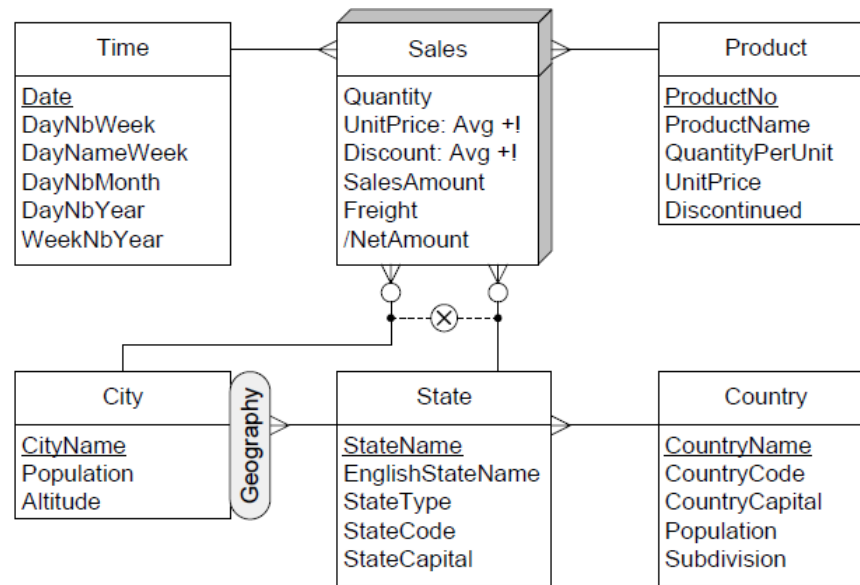 Time
Date
DayNbWeek
DayNameWeek
DayNbMonth
DayNbYear
WeekNbYear
Sales
Quantity
UnitPrice: Avg +!
Discount: Avg +!
SalesAmount
Freight
/NetAmount
Product
ProductNo
ProductName
QuantityPerUnit
UnitPrice
Discontinued
City
CityName
Population
Altitude
Geography
State
StateName
EnglishStateName
StateType
StateCode
StateCapital
Country
CountryName
CountryCode
CountryCapital
Population
Subdivision